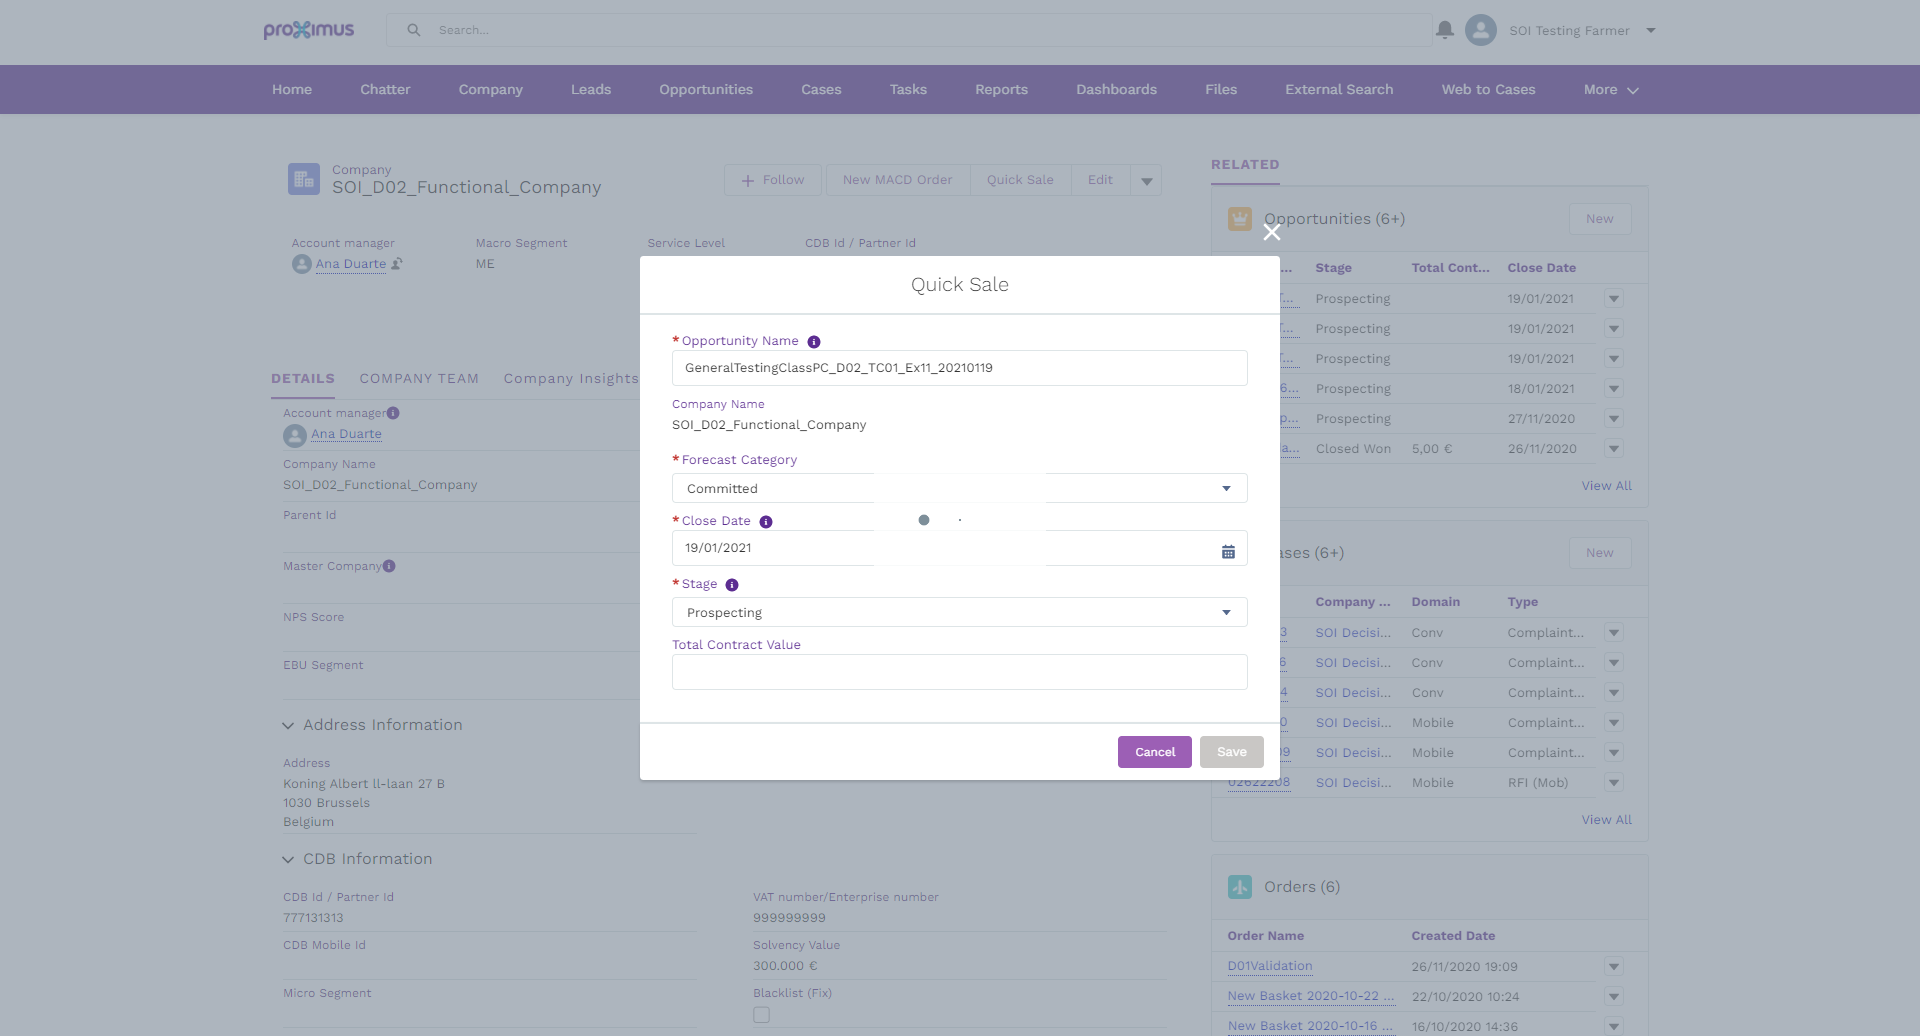 proximus
Search...
SOI Testing Farmer
Home Chatter Company Leads Opportunities Cases Tasks Reports Dashboards Files External Search Web to Cases More
Company
SOI_D02_Functional_Company
Follow New MACD Order Quick Sale Edit
Account manager Macro Segment Service Level CDB Id / Partner Id
Ana Duarte ME
DETAILS COMPANY TEAM Company Insights
Account manager
Ana Duarte
Company Name
SOI_D02_Functional_Company
Parent Id
Master Company
NPS Score
EBU Segment
Address Information
Address
Koning Albert ll-laan 27 B
1030 Brussels
Belgium
CDB Information
CDB Id / Partner Id VAT number/Enterprise number
777131313 999999999
CDB Mobile Id Solvency Value
300.000 €
Micro Segment Blacklist (Fix)
Quick Sale
*Opportunity Name
GeneralTestingClassPC_D02_TC01_Ex11_20210119
Company Name
SOI_D02_Functional_Company
*Forecast Category
Committed
*Close Date
19/01/2021
*Stage
Prospecting
Total Contract Value
Cancel Save
RELATED
Opportunities (6+) New
... Stage Total Cont... Close Date
Prospecting 19/01/2021
Prospecting 19/01/2021
Prospecting 19/01/2021
6... Prospecting 18/01/2021
p... Prospecting 27/11/2020
a... Closed Won 5,00 € 26/11/2020
View All
ases (6+) New
Company ... Domain Type
3 SOI Decisi... Conv Complaint...
6 SOI Decisi... Conv Complaint...
4 SOI Decisi... Conv Complaint...
0 SOI Decisi... Mobile Complaint...
09 SOI Decisi... Mobile Complaint...
02622208 SOI Decisi... Mobile RFI (Mob)
View All
Orders (6)
Order Name Created Date
D01Validation 26/11/2020 19:09
New Basket 2020-10-22 ... 22/10/2020 10:24
New Basket 2020-10-16 ... 16/10/2020 14:36